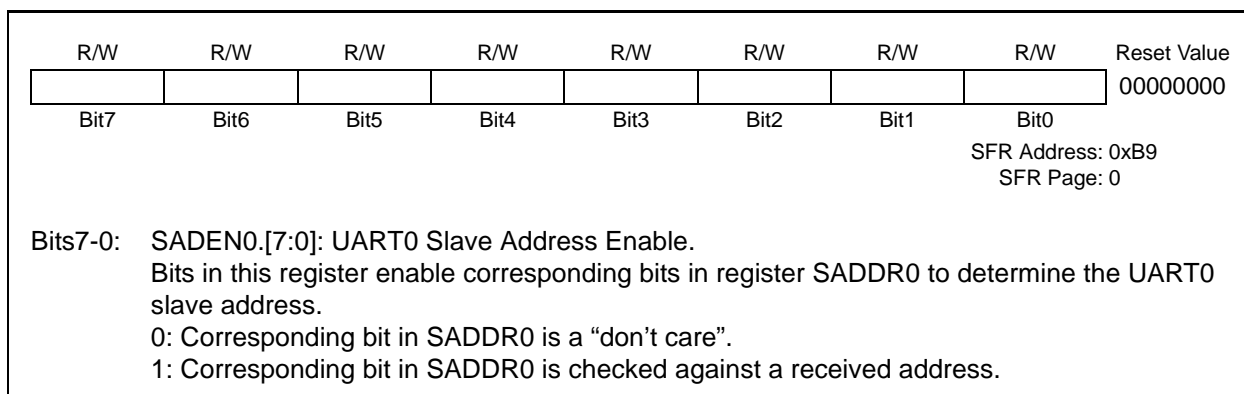 R/W R/W R/W R/W R/W R/W R/W R/W Reset Value
00000000
Bit7 Bit6 Bit5 Bit4 Bit3 Bit2 Bit1 Bit0
SFR Address: 0xB9
SFR Page: 0
Bits7-0: SADEN0.[7:0]: UART0 Slave Address Enable.
Bits in this register enable corresponding bits in register SADDR0 to determine the UART0
slave address.
0: Corresponding bit in SADDR0 is a “don’t care”.
1: Corresponding bit in SADDR0 is checked against a received address.